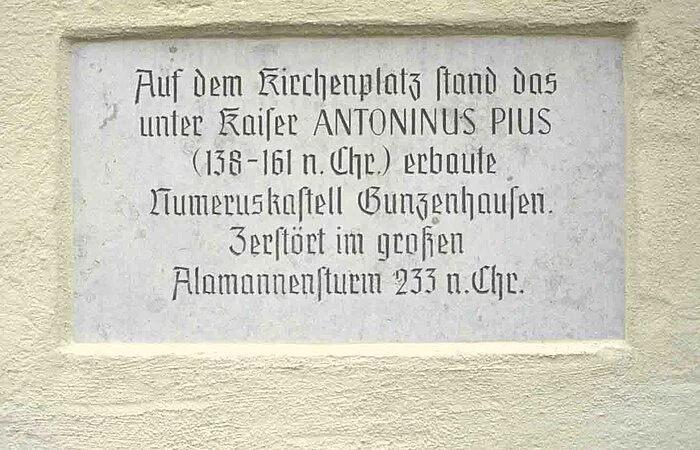 Auf dem Kirchenplatz ſtand das
unter Kaiſer ANTONINUS PIUS
(138-161 n. Chr.) erbaute
Numeruskaſtell Gunzenhauſen.
Zerſtört im großen
Alamannenſturm 233 n. Chr.